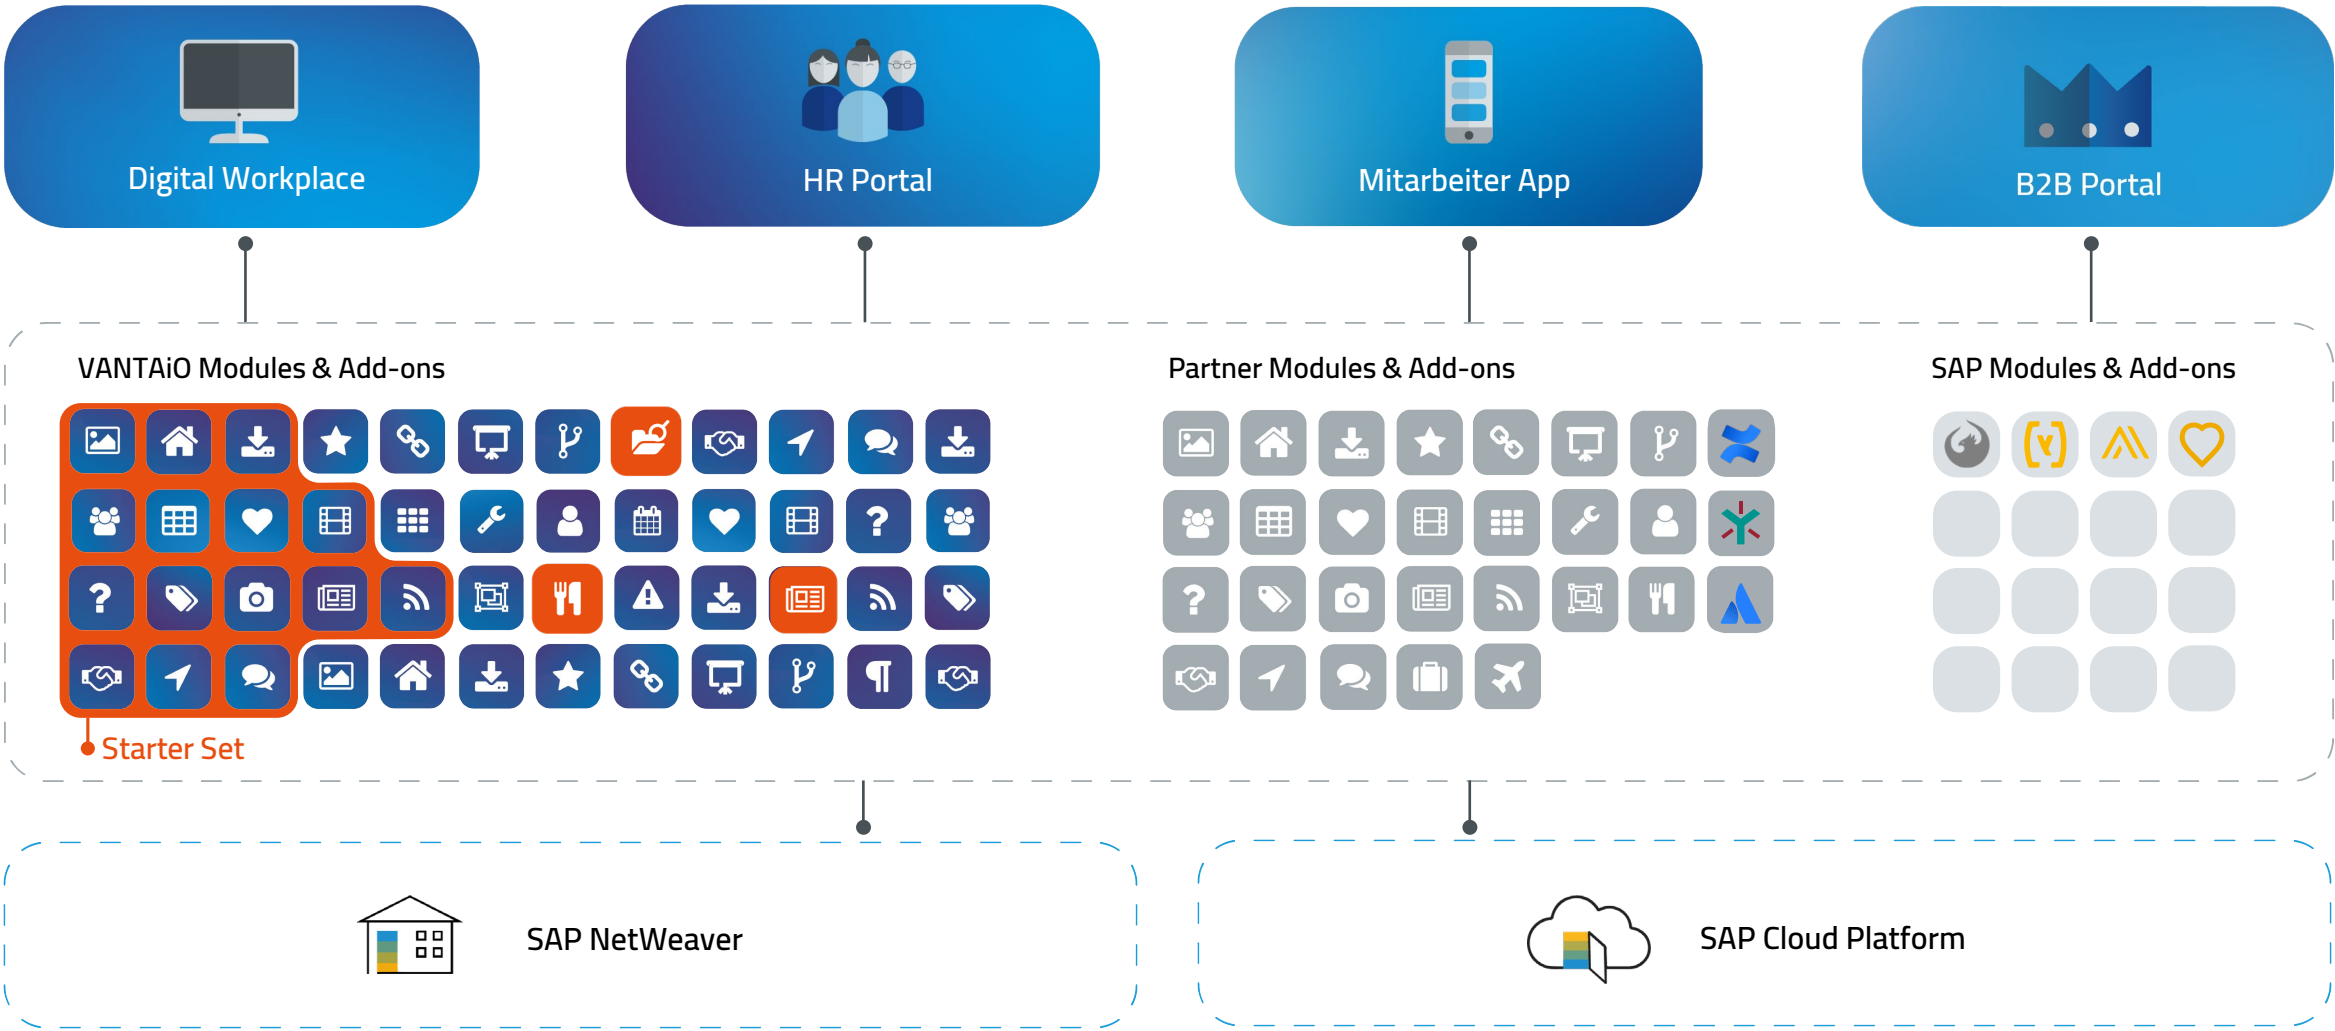 Digital Workplace
HR Portal
Mitarbeiter App
B2B Portal
VANTAiO Modules & Add-ons
Partner Modules & Add-ons
SAP Modules & Add-ons
Starter Set
SAP NetWeaver
SAP Cloud Platform